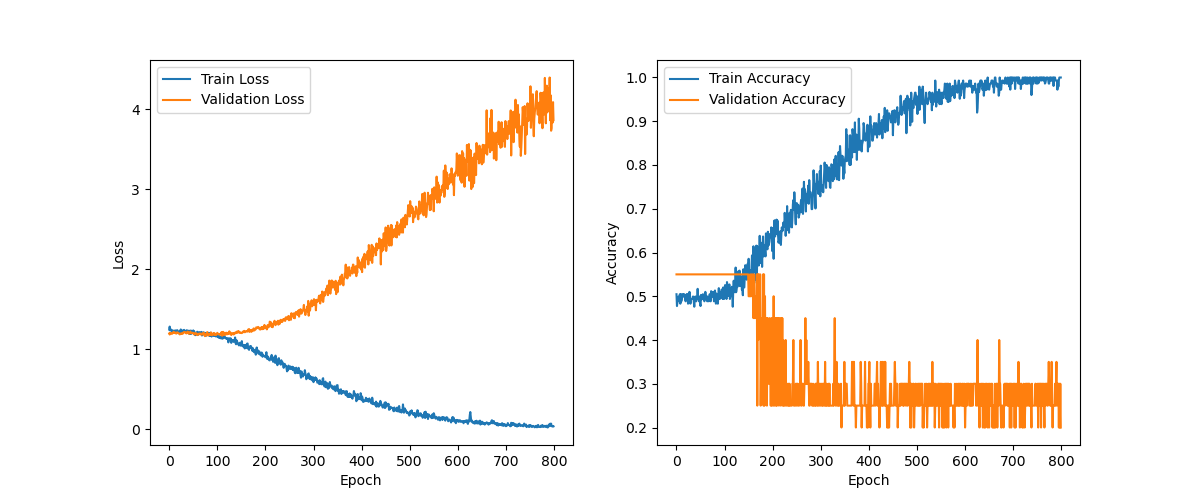 Train Loss
Validation Loss
4
3
2
1
0
Loss
0 100 200 300 400 500 600 700 800
Epoch
Train Accuracy
Validation Accuracy
1.0
0.9
0.8
0.7
0.6
0.5
0.4
0.3
0.2
Accuracy
0 100 200 300 400 500 600 700 800
Epoch